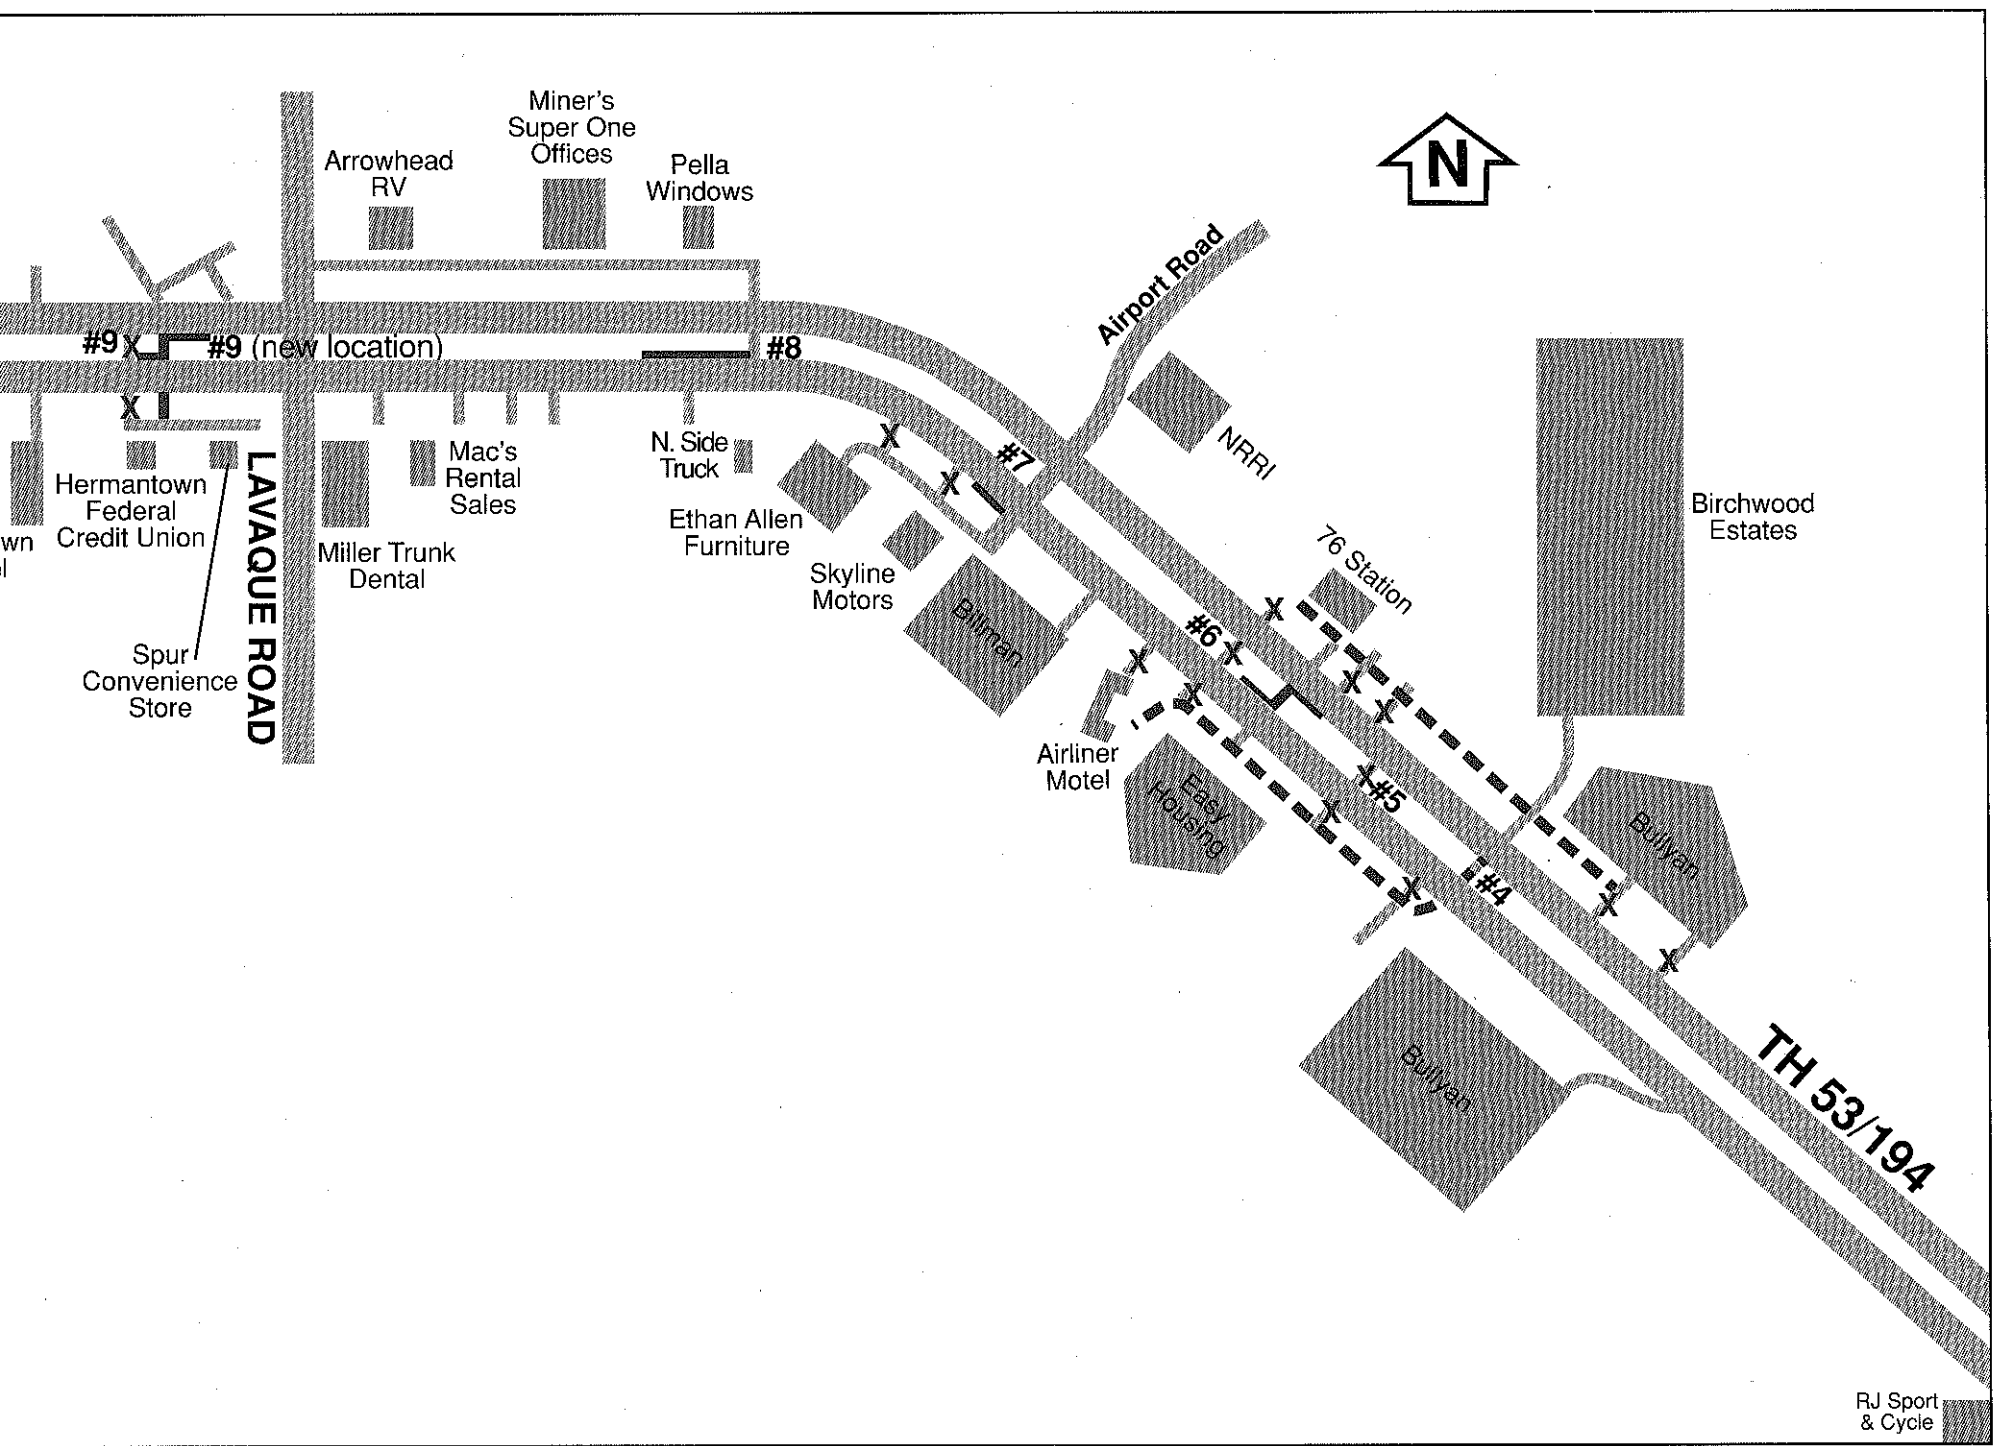 Miner's
Super One
Offices
Arrowhead
RV
Pella
Windows
N
Airport Road
#9 X
#9 (new location)
#8
X
X
#7
X
NRRI
LAVAQUE ROAD
Mac's
Rental
Sales
N. Side
Truck
Hermantown
Federal
Credit Union
wn
Ethan Allen
Furniture
Miller Trunk
Dental
Skyline
Motors
Billman
Birchwood
Estates
76 Station
X
#6 X
X
X
X
X
Spur
Convenience
Store
Airliner
Motel
Easy
Housing
X #5
X
#4
X
Bullyan
X
X
Bullyan
TH 53/194
RJ Sport
& Cycle